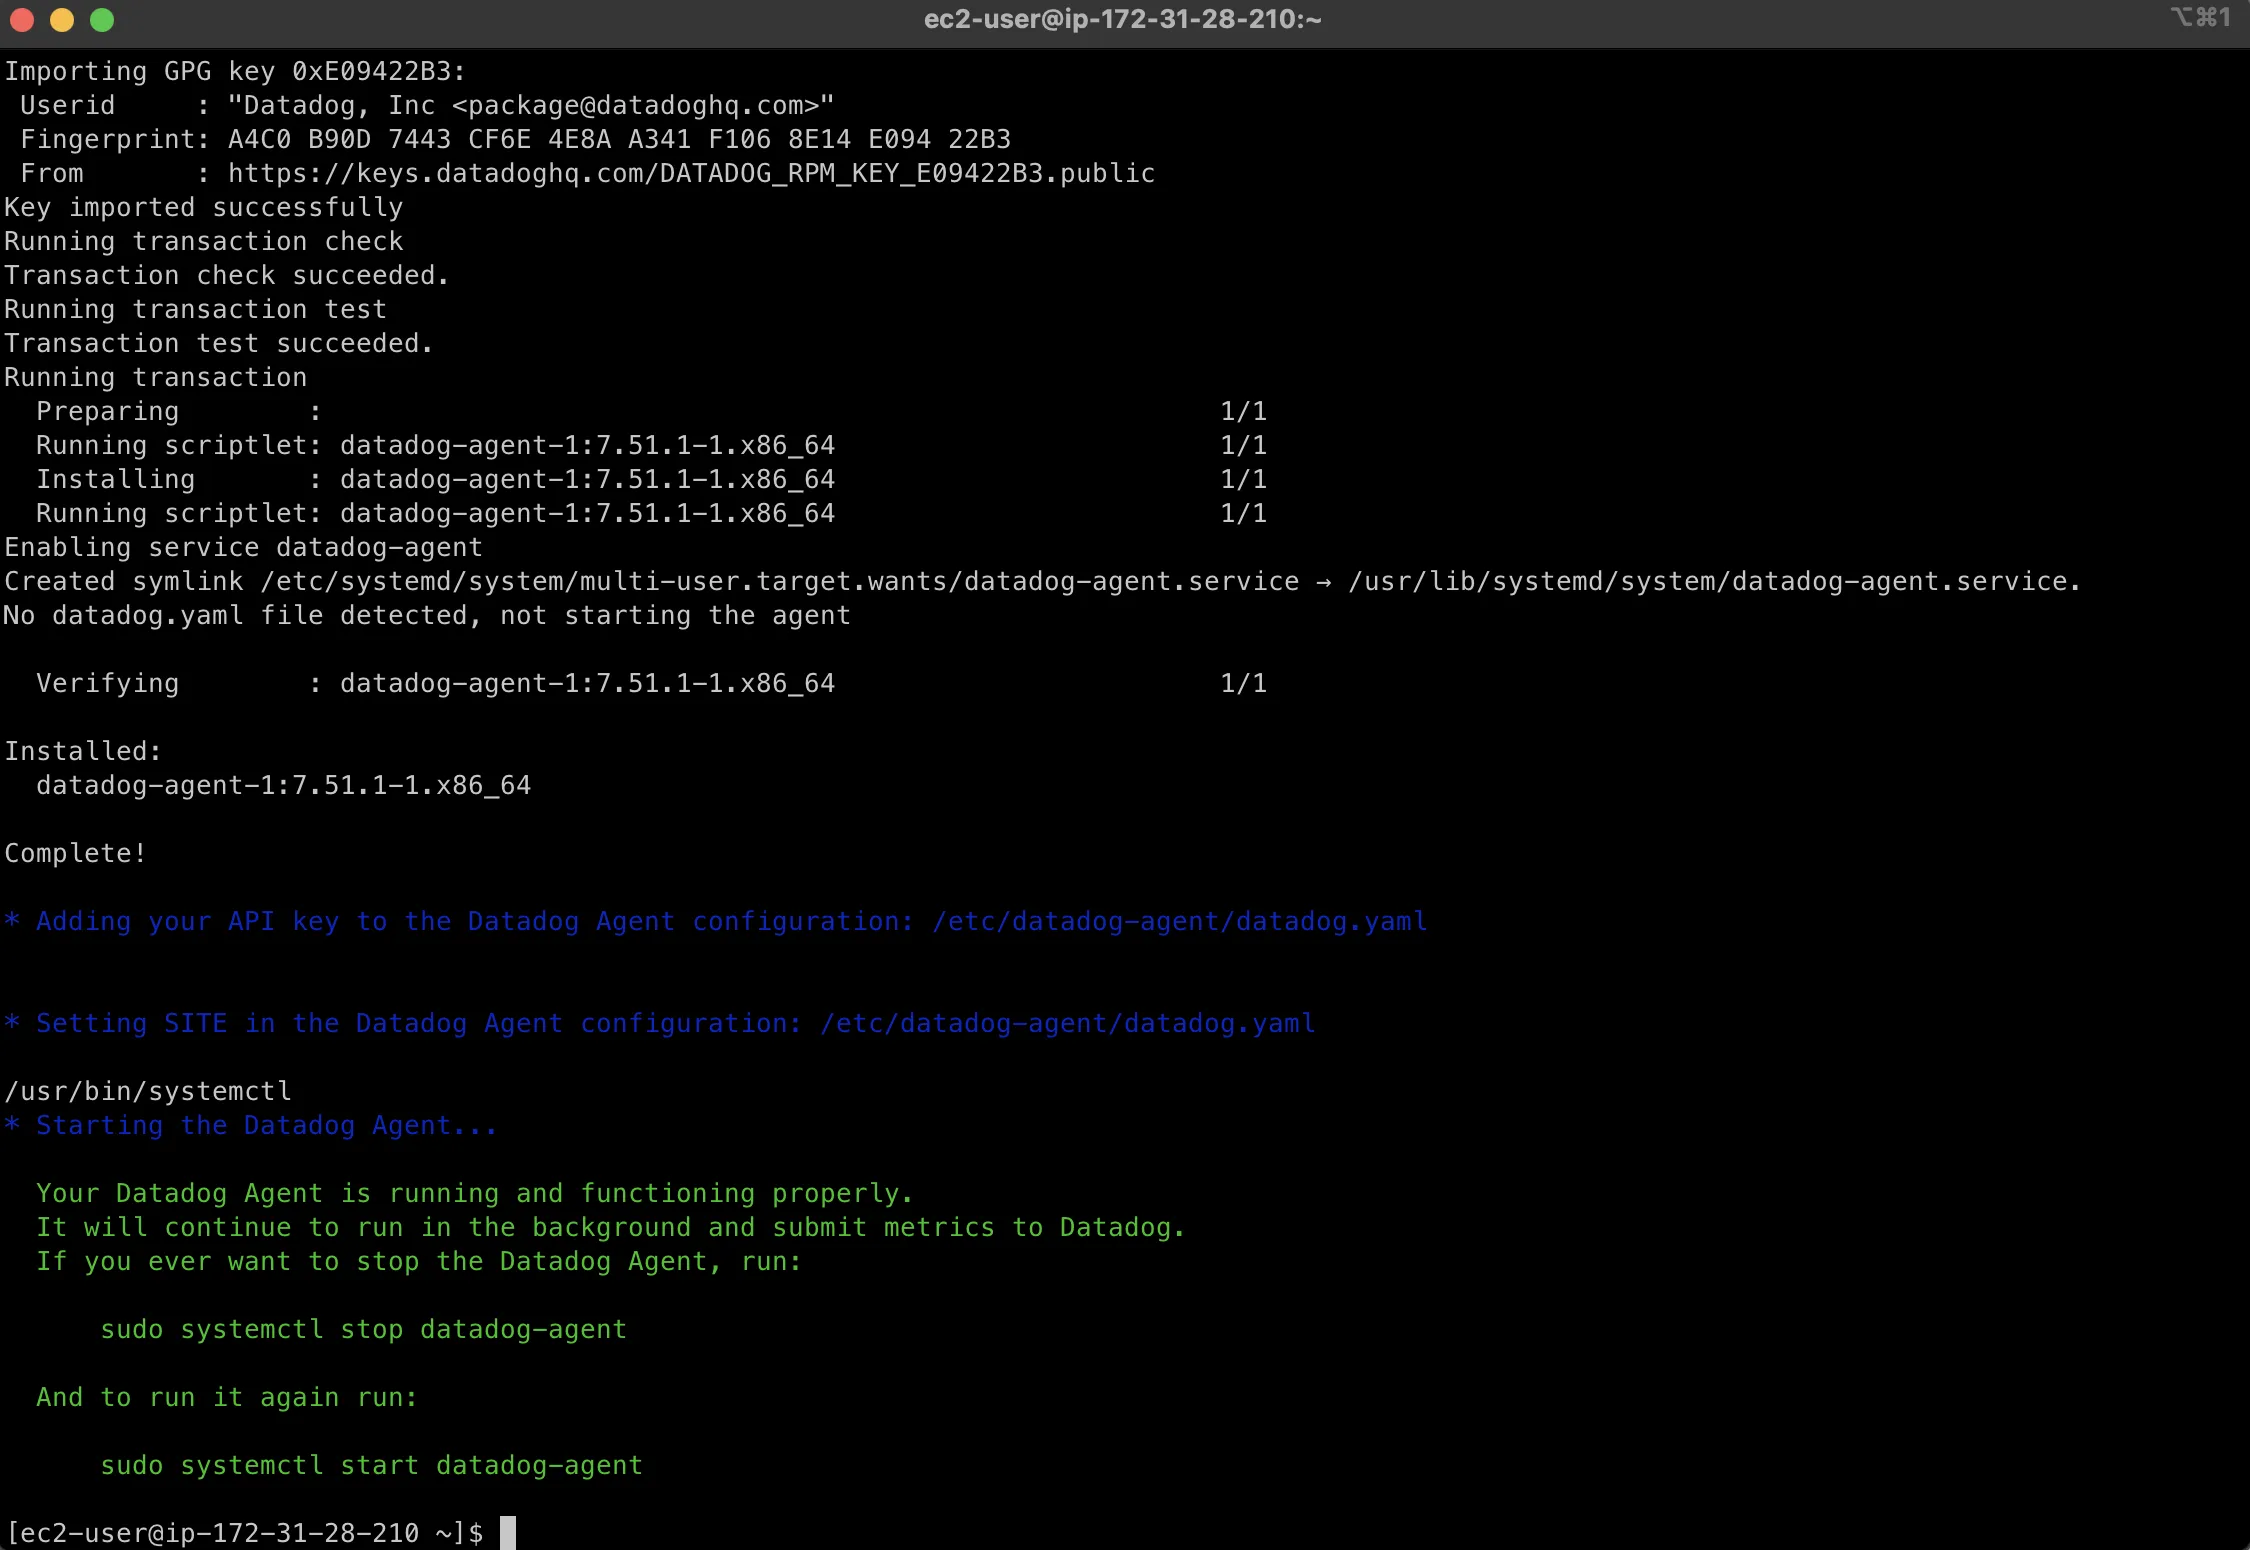 ec2-user@ip-172-31-28-210:~
⌥⌘1
Importing GPG key 0xE09422B3:
 Userid     : "Datadog, Inc <package@datadoghq.com>"
 Fingerprint: A4C0 B90D 7443 CF6E 4E8A A341 F106 8E14 E094 22B3
 From       : https://keys.datadoghq.com/DATADOG_RPM_KEY_E09422B3.public
Key imported successfully
Running transaction check
Transaction check succeeded.
Running transaction test
Transaction test succeeded.
Running transaction
  Preparing        :                                                        1/1
  Running scriptlet: datadog-agent-1:7.51.1-1.x86_64                        1/1
  Installing       : datadog-agent-1:7.51.1-1.x86_64                        1/1
  Running scriptlet: datadog-agent-1:7.51.1-1.x86_64                        1/1
Enabling service datadog-agent
Created symlink /etc/systemd/system/multi-user.target.wants/datadog-agent.service → /usr/lib/systemd/system/datadog-agent.service.
No datadog.yaml file detected, not starting the agent
  Verifying        : datadog-agent-1:7.51.1-1.x86_64                        1/1
Installed:
  datadog-agent-1:7.51.1-1.x86_64
Complete!
* Adding your API key to the Datadog Agent configuration: /etc/datadog-agent/datadog.yaml
* Setting SITE in the Datadog Agent configuration: /etc/datadog-agent/datadog.yaml
/usr/bin/systemctl
* Starting the Datadog Agent...
  Your Datadog Agent is running and functioning properly.
  It will continue to run in the background and submit metrics to Datadog.
  If you ever want to stop the Datadog Agent, run:
      sudo systemctl stop datadog-agent
  And to run it again run:
      sudo systemctl start datadog-agent
[ec2-user@ip-172-31-28-210 ~]$